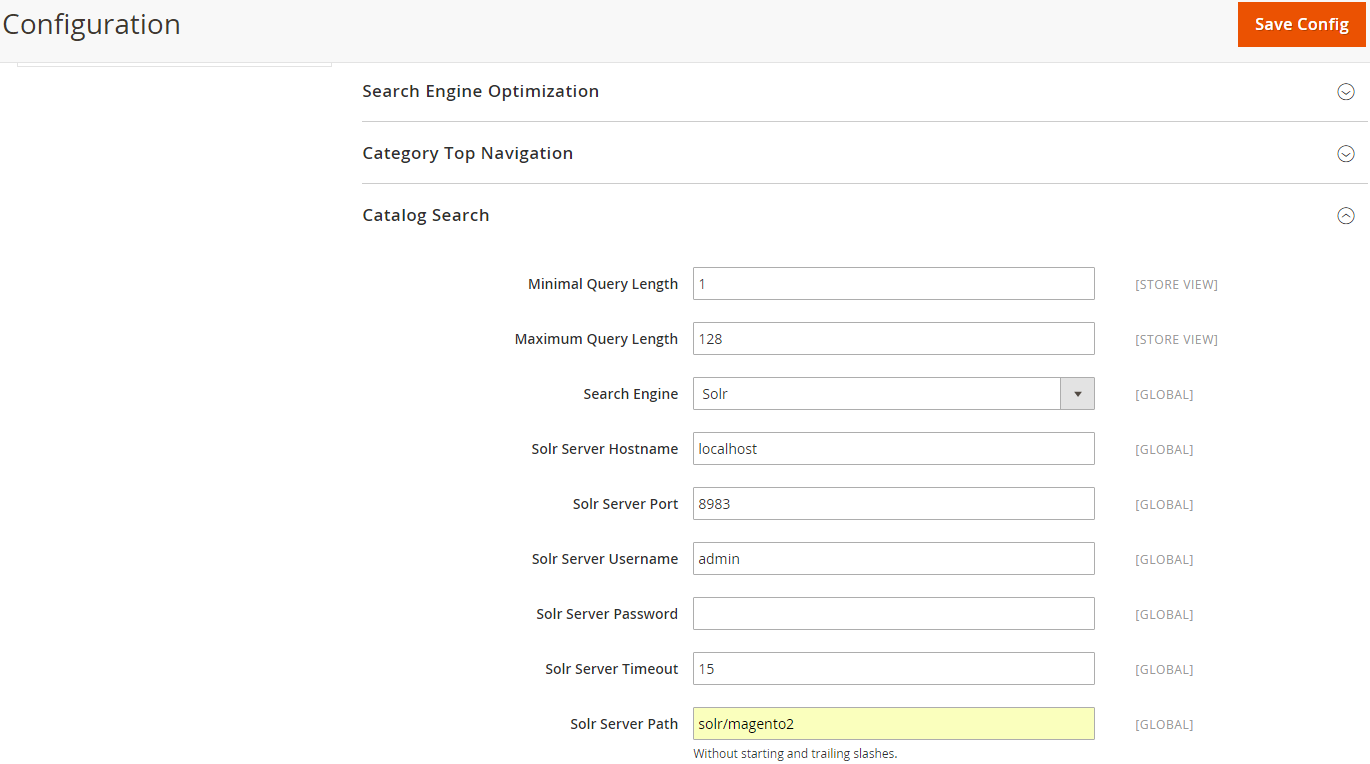 Configuration
Save Config
Search Engine Optimization
Category Top Navigation
Catalog Search
Minimal Query Length 1 [STORE VIEW]
Maximum Query Length 128 [STORE VIEW]
Search Engine Solr [GLOBAL]
Solr Server Hostname localhost [GLOBAL]
Solr Server Port 8983 [GLOBAL]
Solr Server Username admin [GLOBAL]
Solr Server Password [GLOBAL]
Solr Server Timeout 15 [GLOBAL]
Solr Server Path solr/magento2 [GLOBAL]
Without starting and trailing slashes.